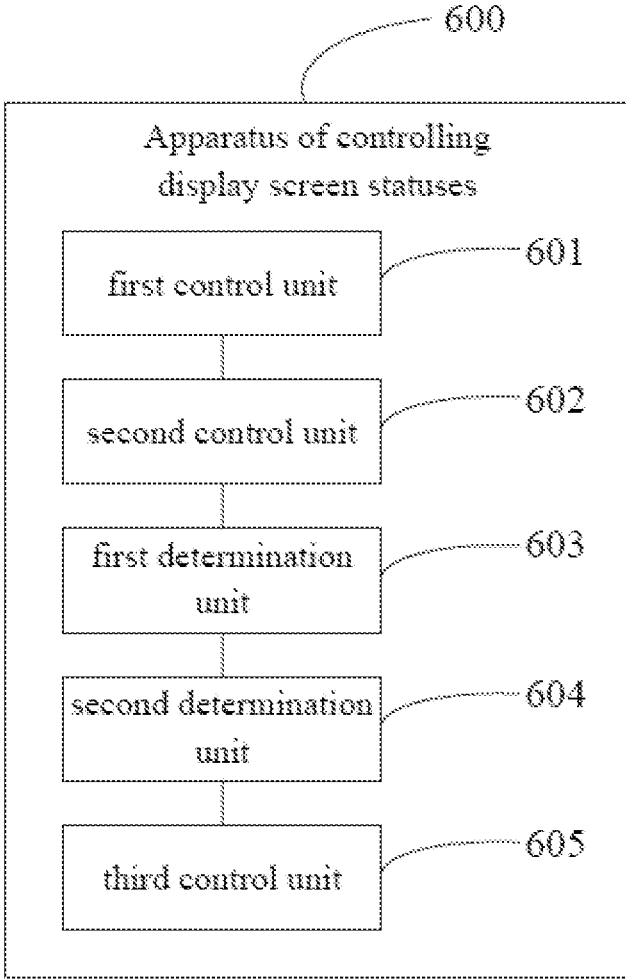 600
Apparatus of controlling
display screen statuses
first control unit
601
second control unit
602
first determination
unit
603
second determination
unit
604
third control unit
605